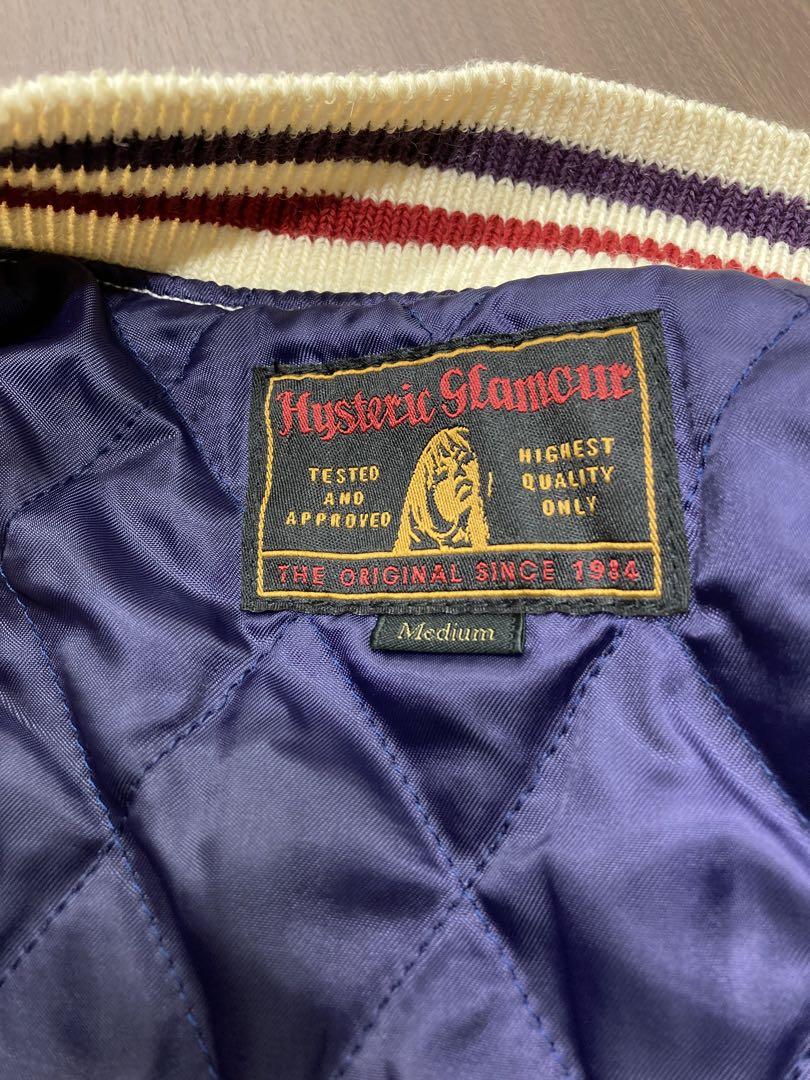 Hysteric Glamour
TESTED
AND
APPROVED
HIGHEST
QUALITY
ONLY
THE ORIGINAL SINCE 1984
Medium